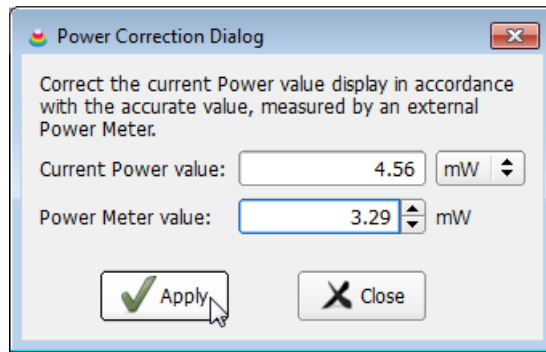 Power Correction Dialog
Correct the current Power value display in accordance
with the accurate value, measured by an external
Power Meter.
Current Power value: 4.56 mW
Power Meter value: 3.29 mW
Apply Close